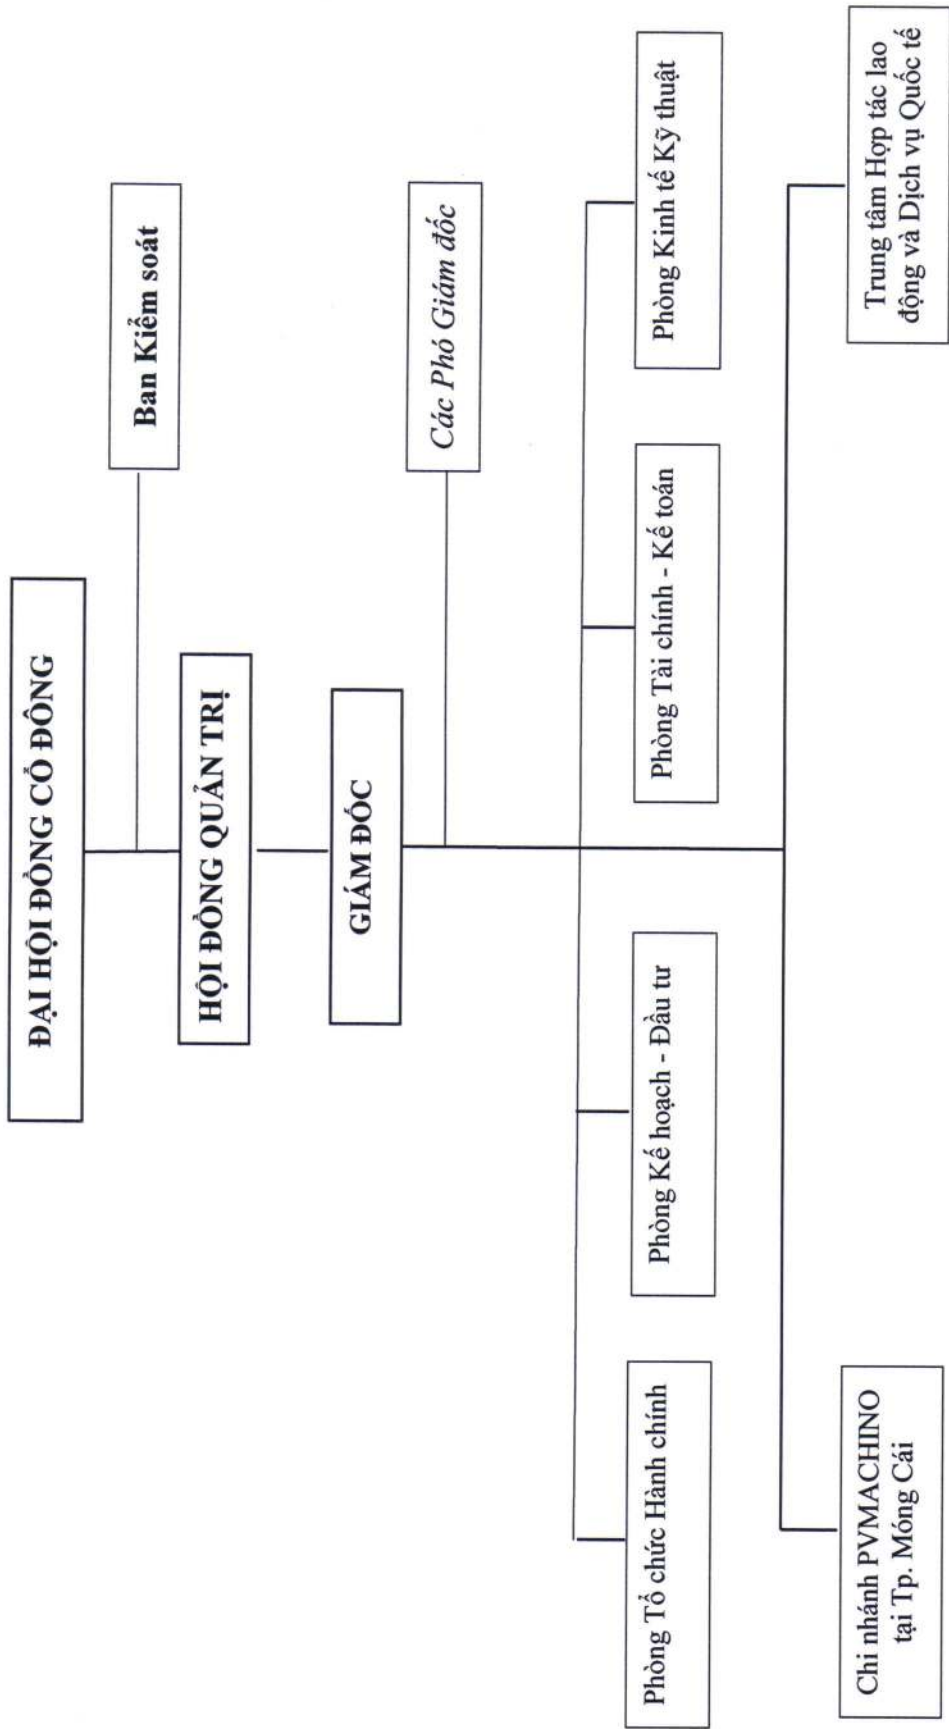 ĐẠI HỘI ĐỒNG CỔ ĐÔNG
Ban Kiểm soát
HỘI ĐỒNG QUẢN TRỊ
GIÁM ĐỐC
Các Phó Giám đốc
Phòng Tổ chức Hành chính
Phòng Kế hoạch - Đầu tư
Phòng Tài chính - Kế toán
Phòng Kinh tế Kỹ thuật
Chi nhánh PVMACHINO
tại Tp. Móng Cái
Trung tâm Hợp tác lao
động và Dịch vụ Quốc tế